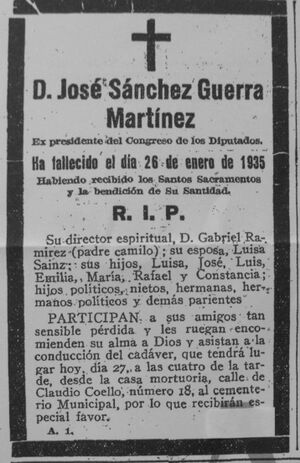 D. José Sánchez Guerra
Martínez
Ex presidente del Congreso de los Diputados.
Ha fallecido el día 26 de enero de 1935
Habiendo recibido los Santos Sacramentos
y la bendición de Su Santidad.
R. I. P.
Su director espiritual, D. Gabriel Ra-
mirez (padre camilo); su esposa, Luisa
Sainz; sus hijos, Luisa, José, Luis,
Emilia, María, Rafael y Constancia;
hijos políticos, nietos, hermanas, her-
manos políticos y demás parientes
PARTICIPAN a sus amigos tan
sensible pérdida y les ruegan enco-
mienden su alma a Dios y asistan a la
conducción del cadáver, que tendrá lu-
gar hoy, día 27, a las cuatro de la tar-
de, desde la casa mortuoria, calle de
Claudio Coello, número 18, al cemente-
rio Municipal, por lo que recibirán es-
pecial favor.
A. 1.